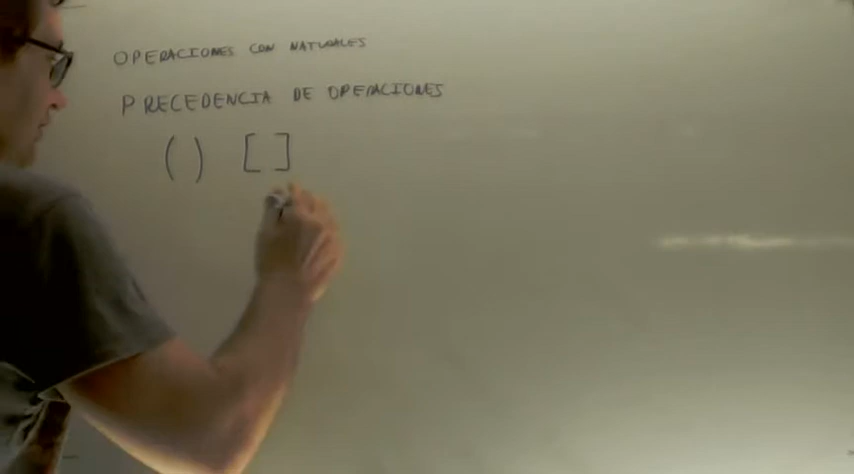 OPERACIONES CON NATURALES
PRECEDENCIA DE OPERACIONES
( ) [ ]